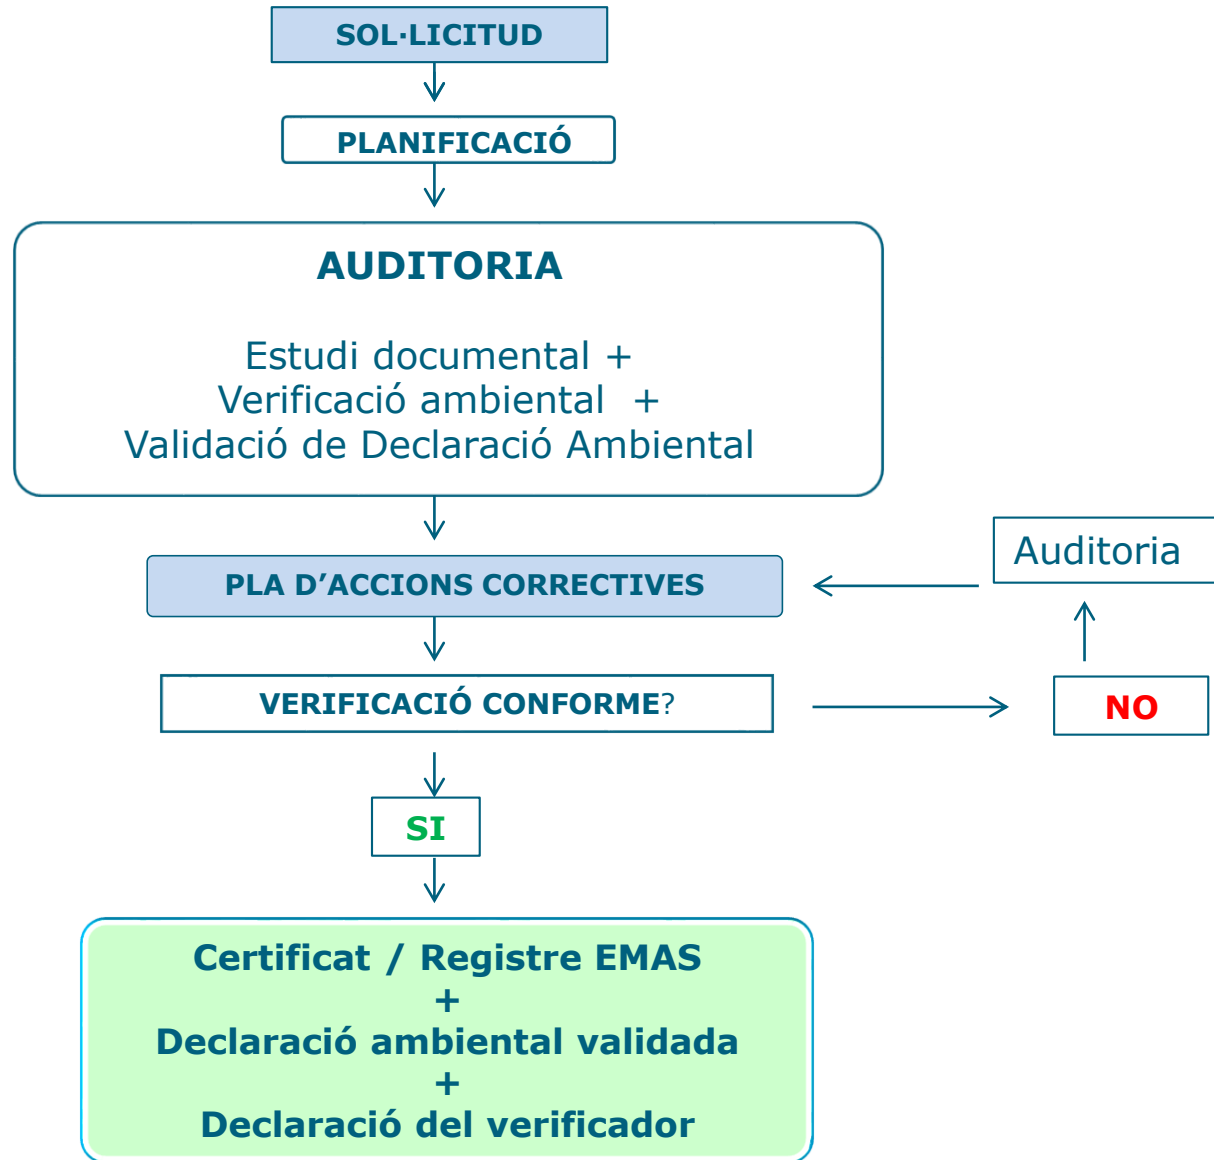 SOL·LICITUD
PLANIFICACIÓ
AUDITORIA
Estudi documental +
Verificació ambiental +
Validació de Declaració Ambiental
Auditoria
PLA D’ACCIONS CORRECTIVES
VERIFICACIÓ CONFORME?
NO
SI
Certificat / Registre EMAS
+
Declaració ambiental validada
+
Declaració del verificador